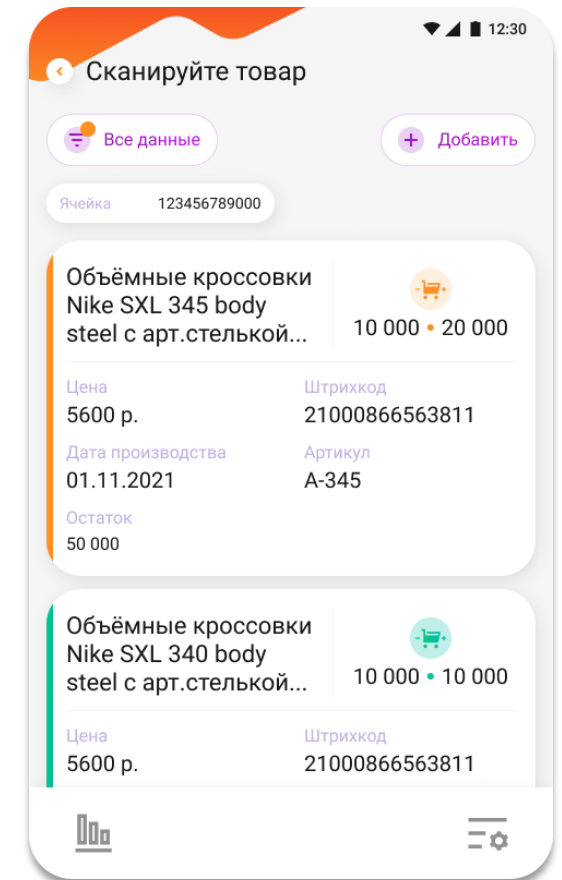 12:30
Сканируйте товар
Все данные
Добавить
Ячейка 123456789000
Объёмные кроссовки
Nike SXL 345 body
steel с арт.стелькой...
10 000 • 20 000
Цена
Штрихкод
5600 р.
21000866563811
Дата производства
Артикул
01.11.2021
А-345
Остаток
50 000
Объёмные кроссовки
Nike SXL 340 body
steel с арт.стелькой...
10 000 • 10 000
Цена
Штрихкод
5600 р.
21000866563811